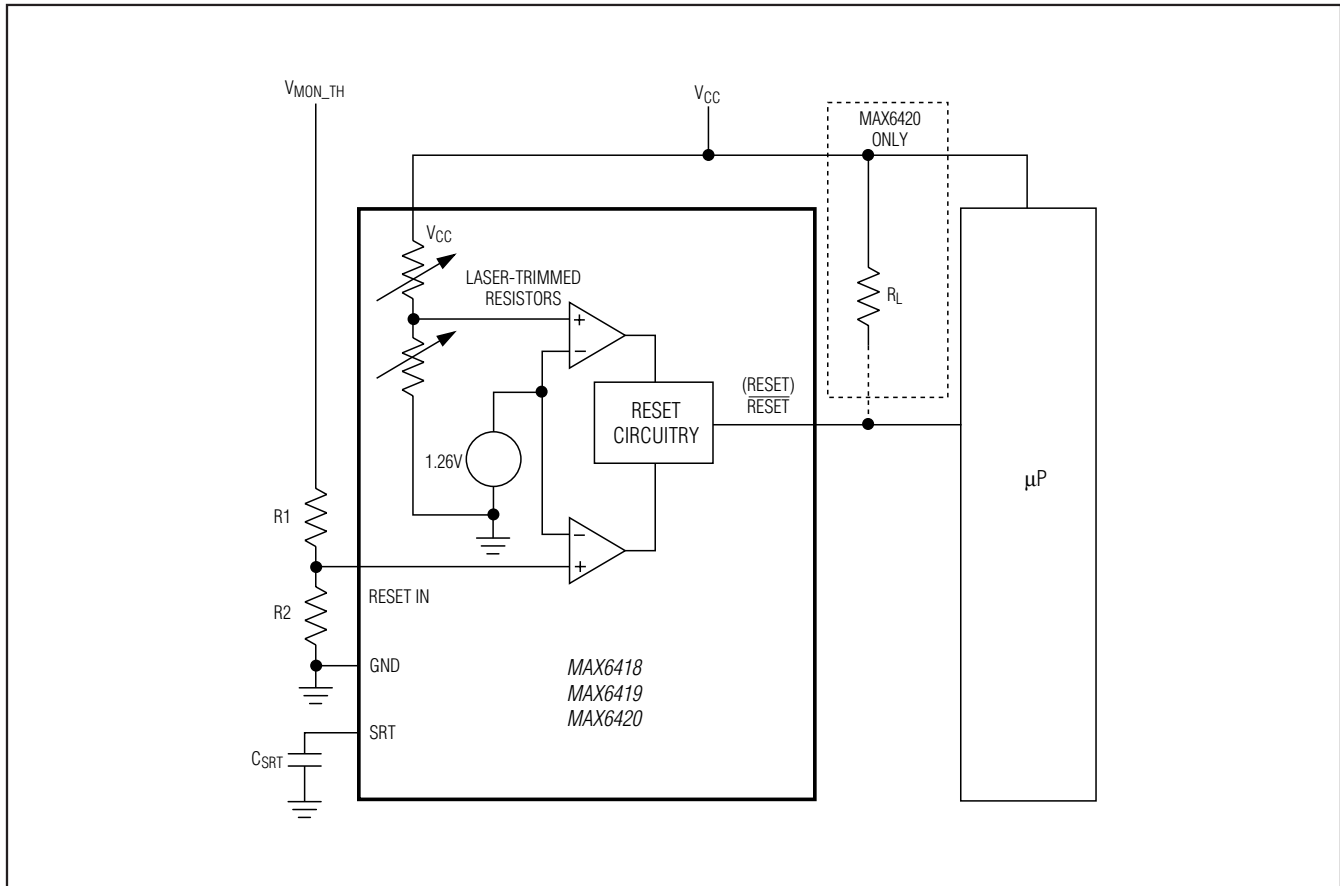 VMON_TH
VCC
MAX6420
ONLY
VCC
LASER-TRIMMED
RESISTORS
RL
+
−
(RESET)
RESET
RESET
CIRCUITRY
1.26V
µP
R1
−
+
RESET IN
R2
GND
MAX6418
MAX6419
MAX6420
SRT
CSRT